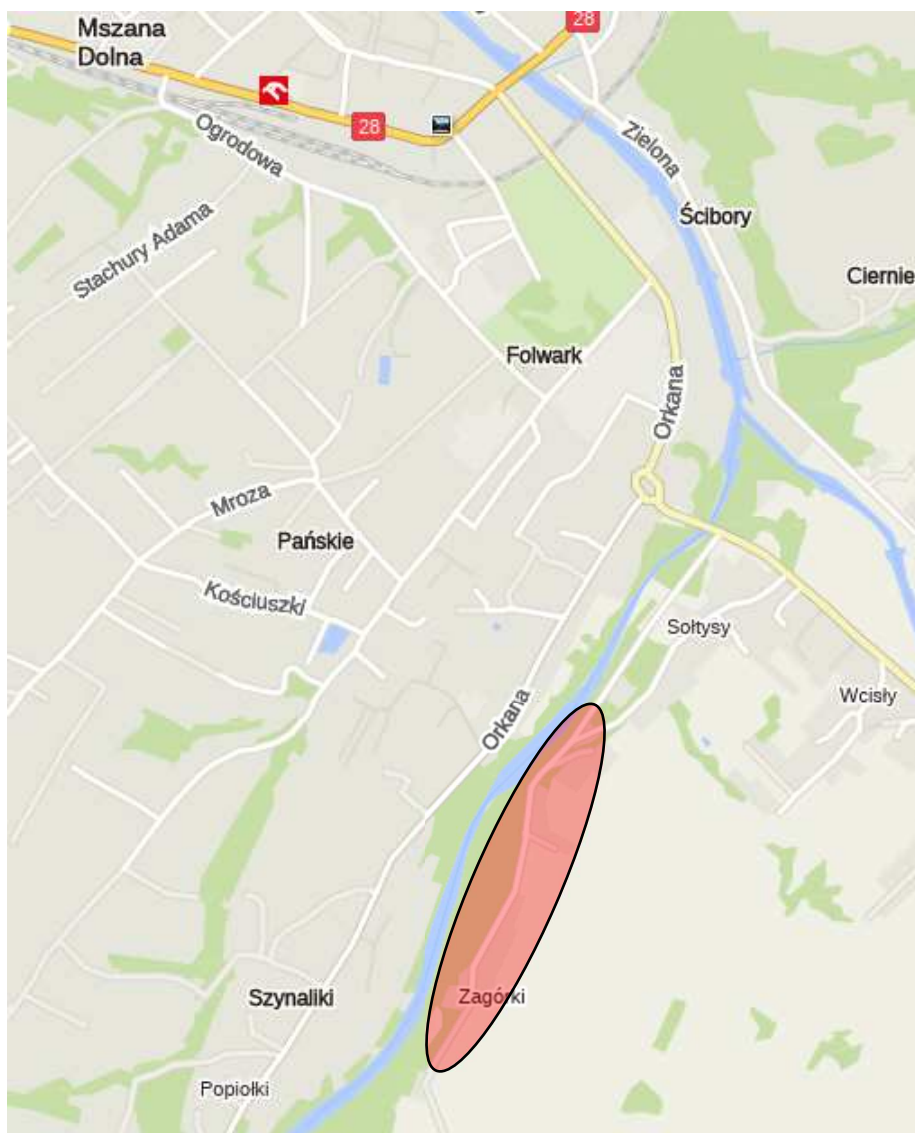 28
Mszana
Dolna
28
Ogrodowa
Zielona
Stachury Adama
Ścibory
Ciernie
Folwark
Orkana
Mroza
Pańskie
Kościuszki
Sołtysy
Wcisły
Orkana
Szynaliki
Zagórki
Popiołki